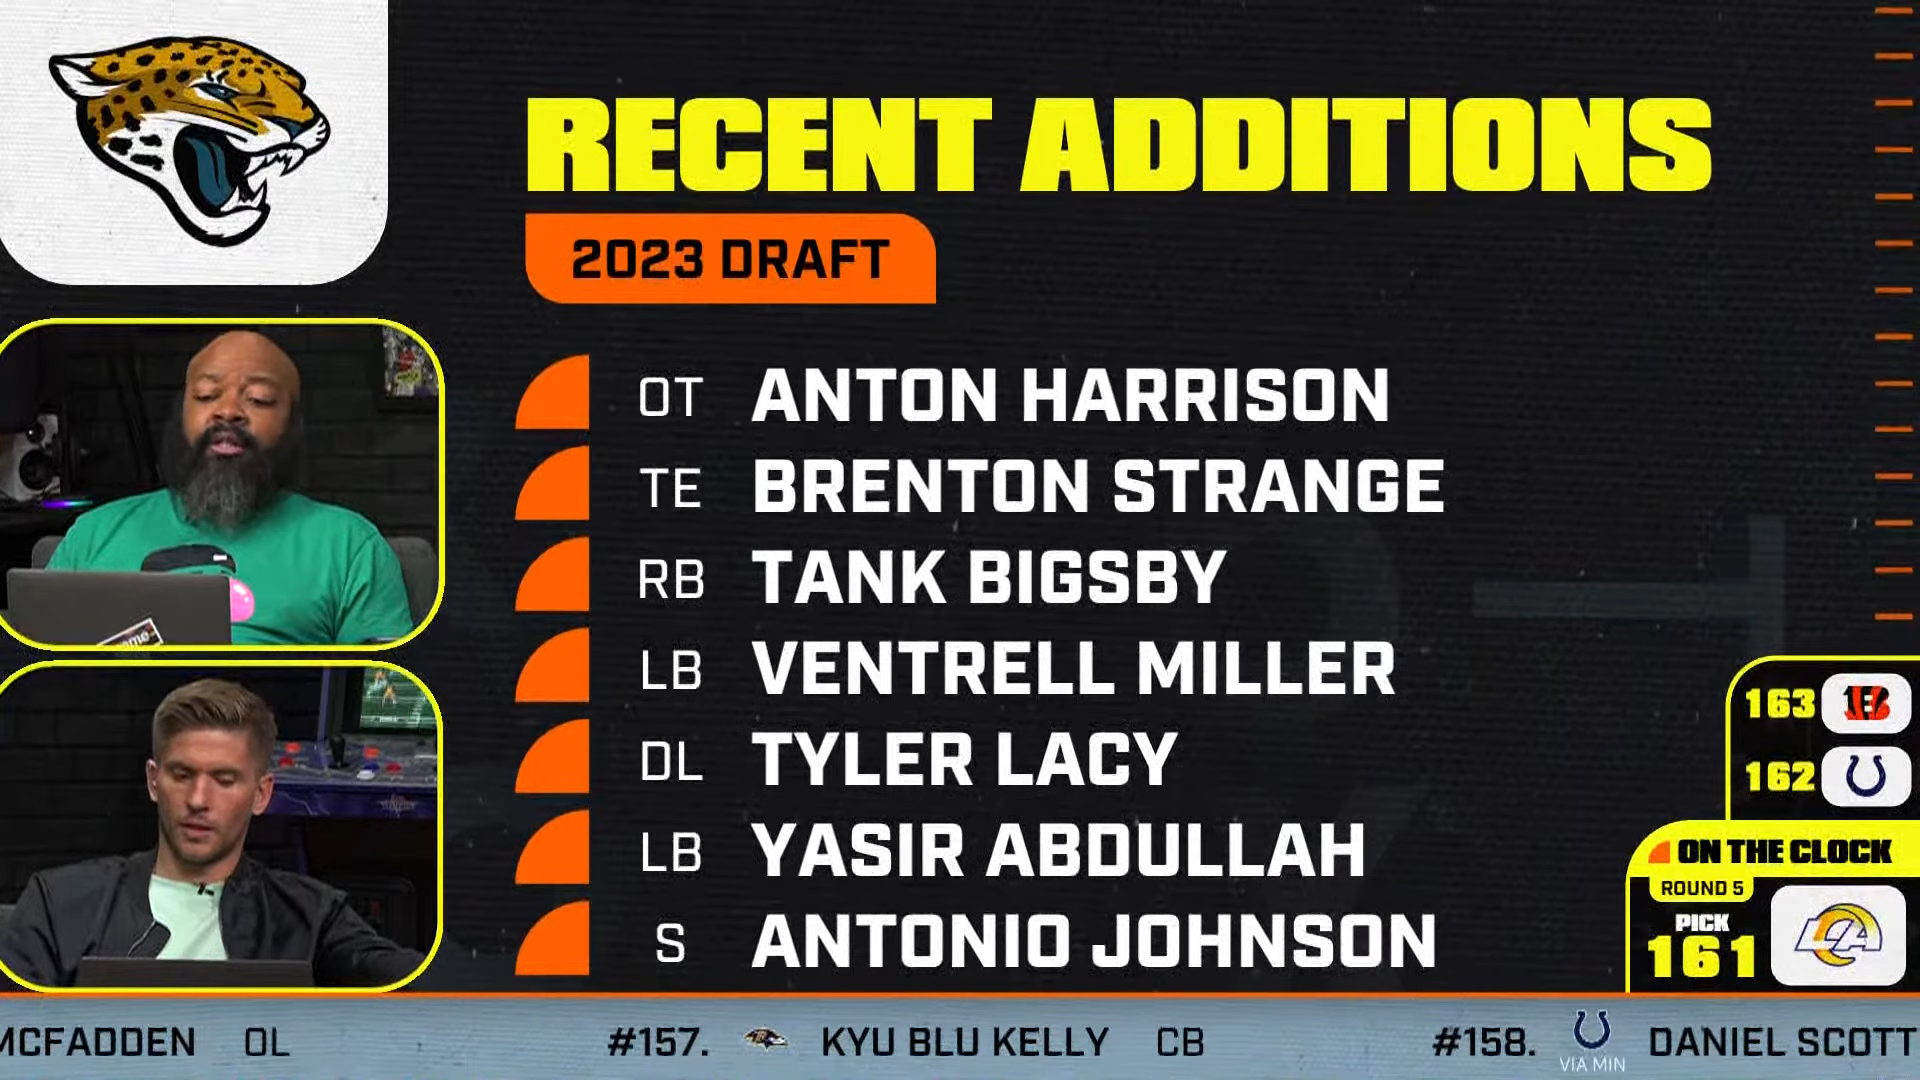 RECENT ADDITIONS
2023 DRAFT
OT ANTON HARRISON
TE BRENTON STRANGE
RB TANK BIGSBY
LB VENTRELL MILLER
DL TYLER LACY
LB YASIR ABDULLAH
S ANTONIO JOHNSON
163 B
162
ON THE CLOCK
ROUND 5
PICK
161
LA
MCFADDEN OL #157. KYU BLU KELLY CB #158. VIA MIN DANIEL SCOTT